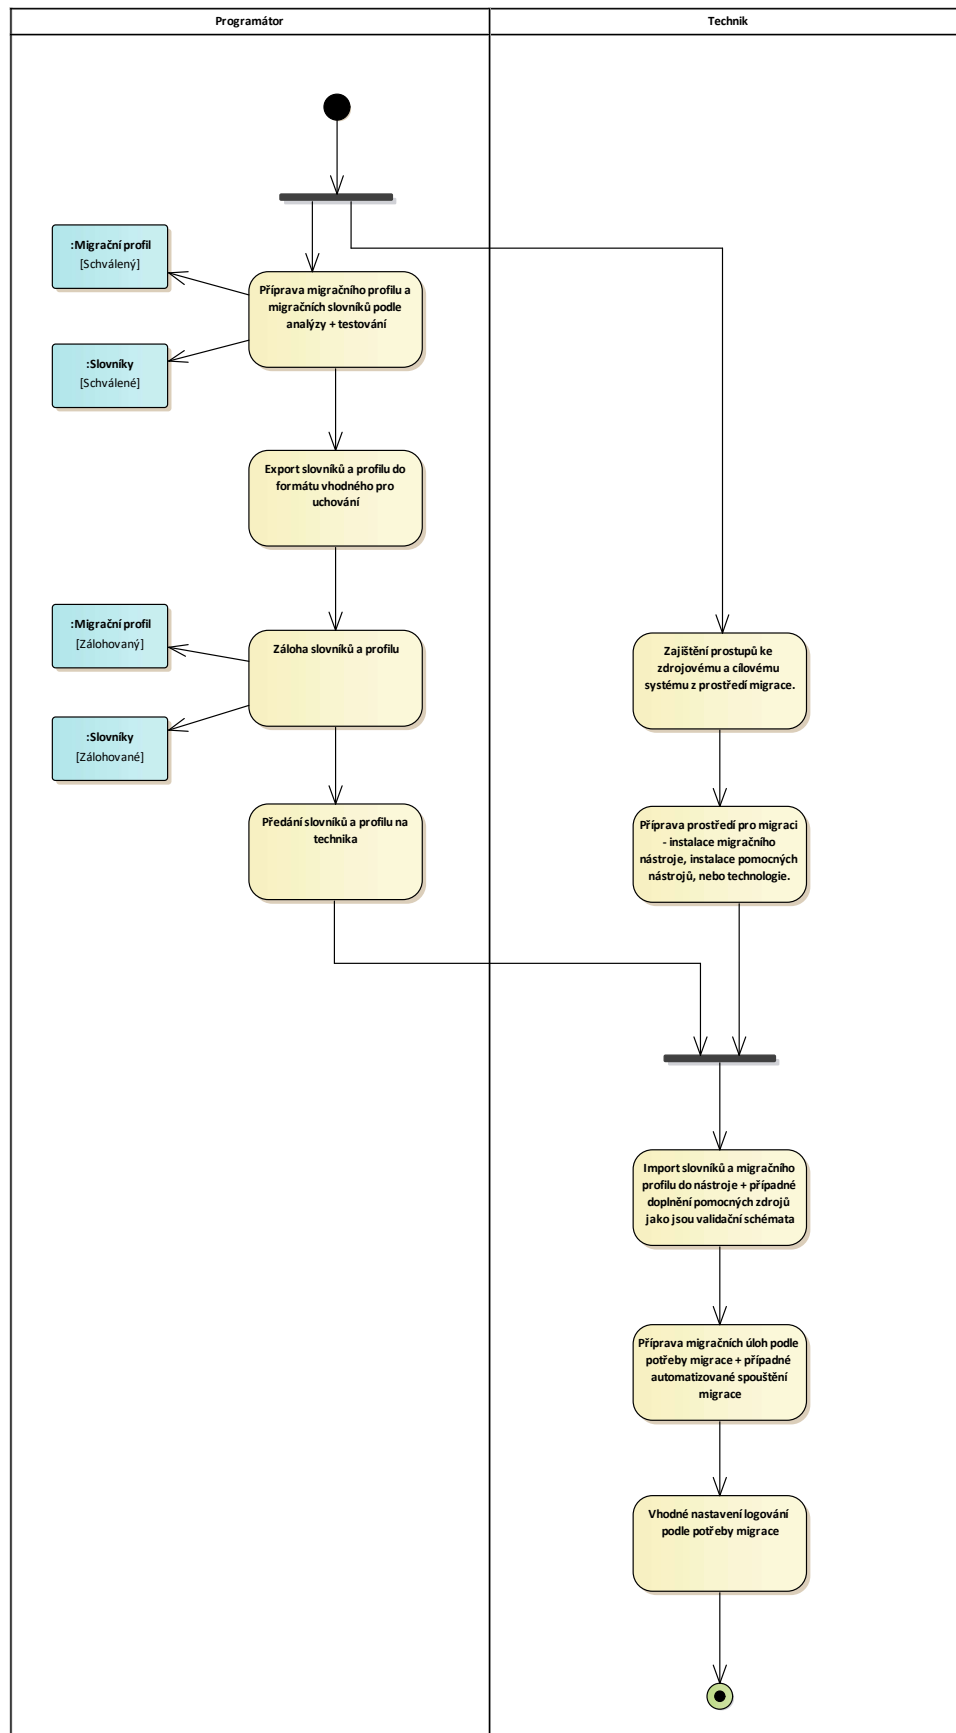 Programátor
Technik
:Migrační profil
[Schválený]
Příprava migračního profilu a
migračních slovníků podle
analýzy + testování
:Slovníky
[Schválené]
Export slovníků a profilu do
formátu vhodného pro
uchování
:Migrační profil
[Zálohovaný]
Záloha slovníků a profilu
:Slovníky
[Zálohované]
Předání slovníků a profilu na
technika
Zajištění prostupů ke
zdrojovému a cílovému
systému z prostředí migrace.
Příprava prostředí pro migraci
- instalace migračního
nástroje, instalace pomocných
nástrojů, nebo technologie.
Import slovníků a migračního
profilu do nástroje + případné
doplnění pomocných zdrojů
jako jsou validační schémata
Příprava migračních úloh podle
potřeby migrace + případné
automatizované spouštění
migrace
Vhodné nastavení logování
podle potřeby migrace